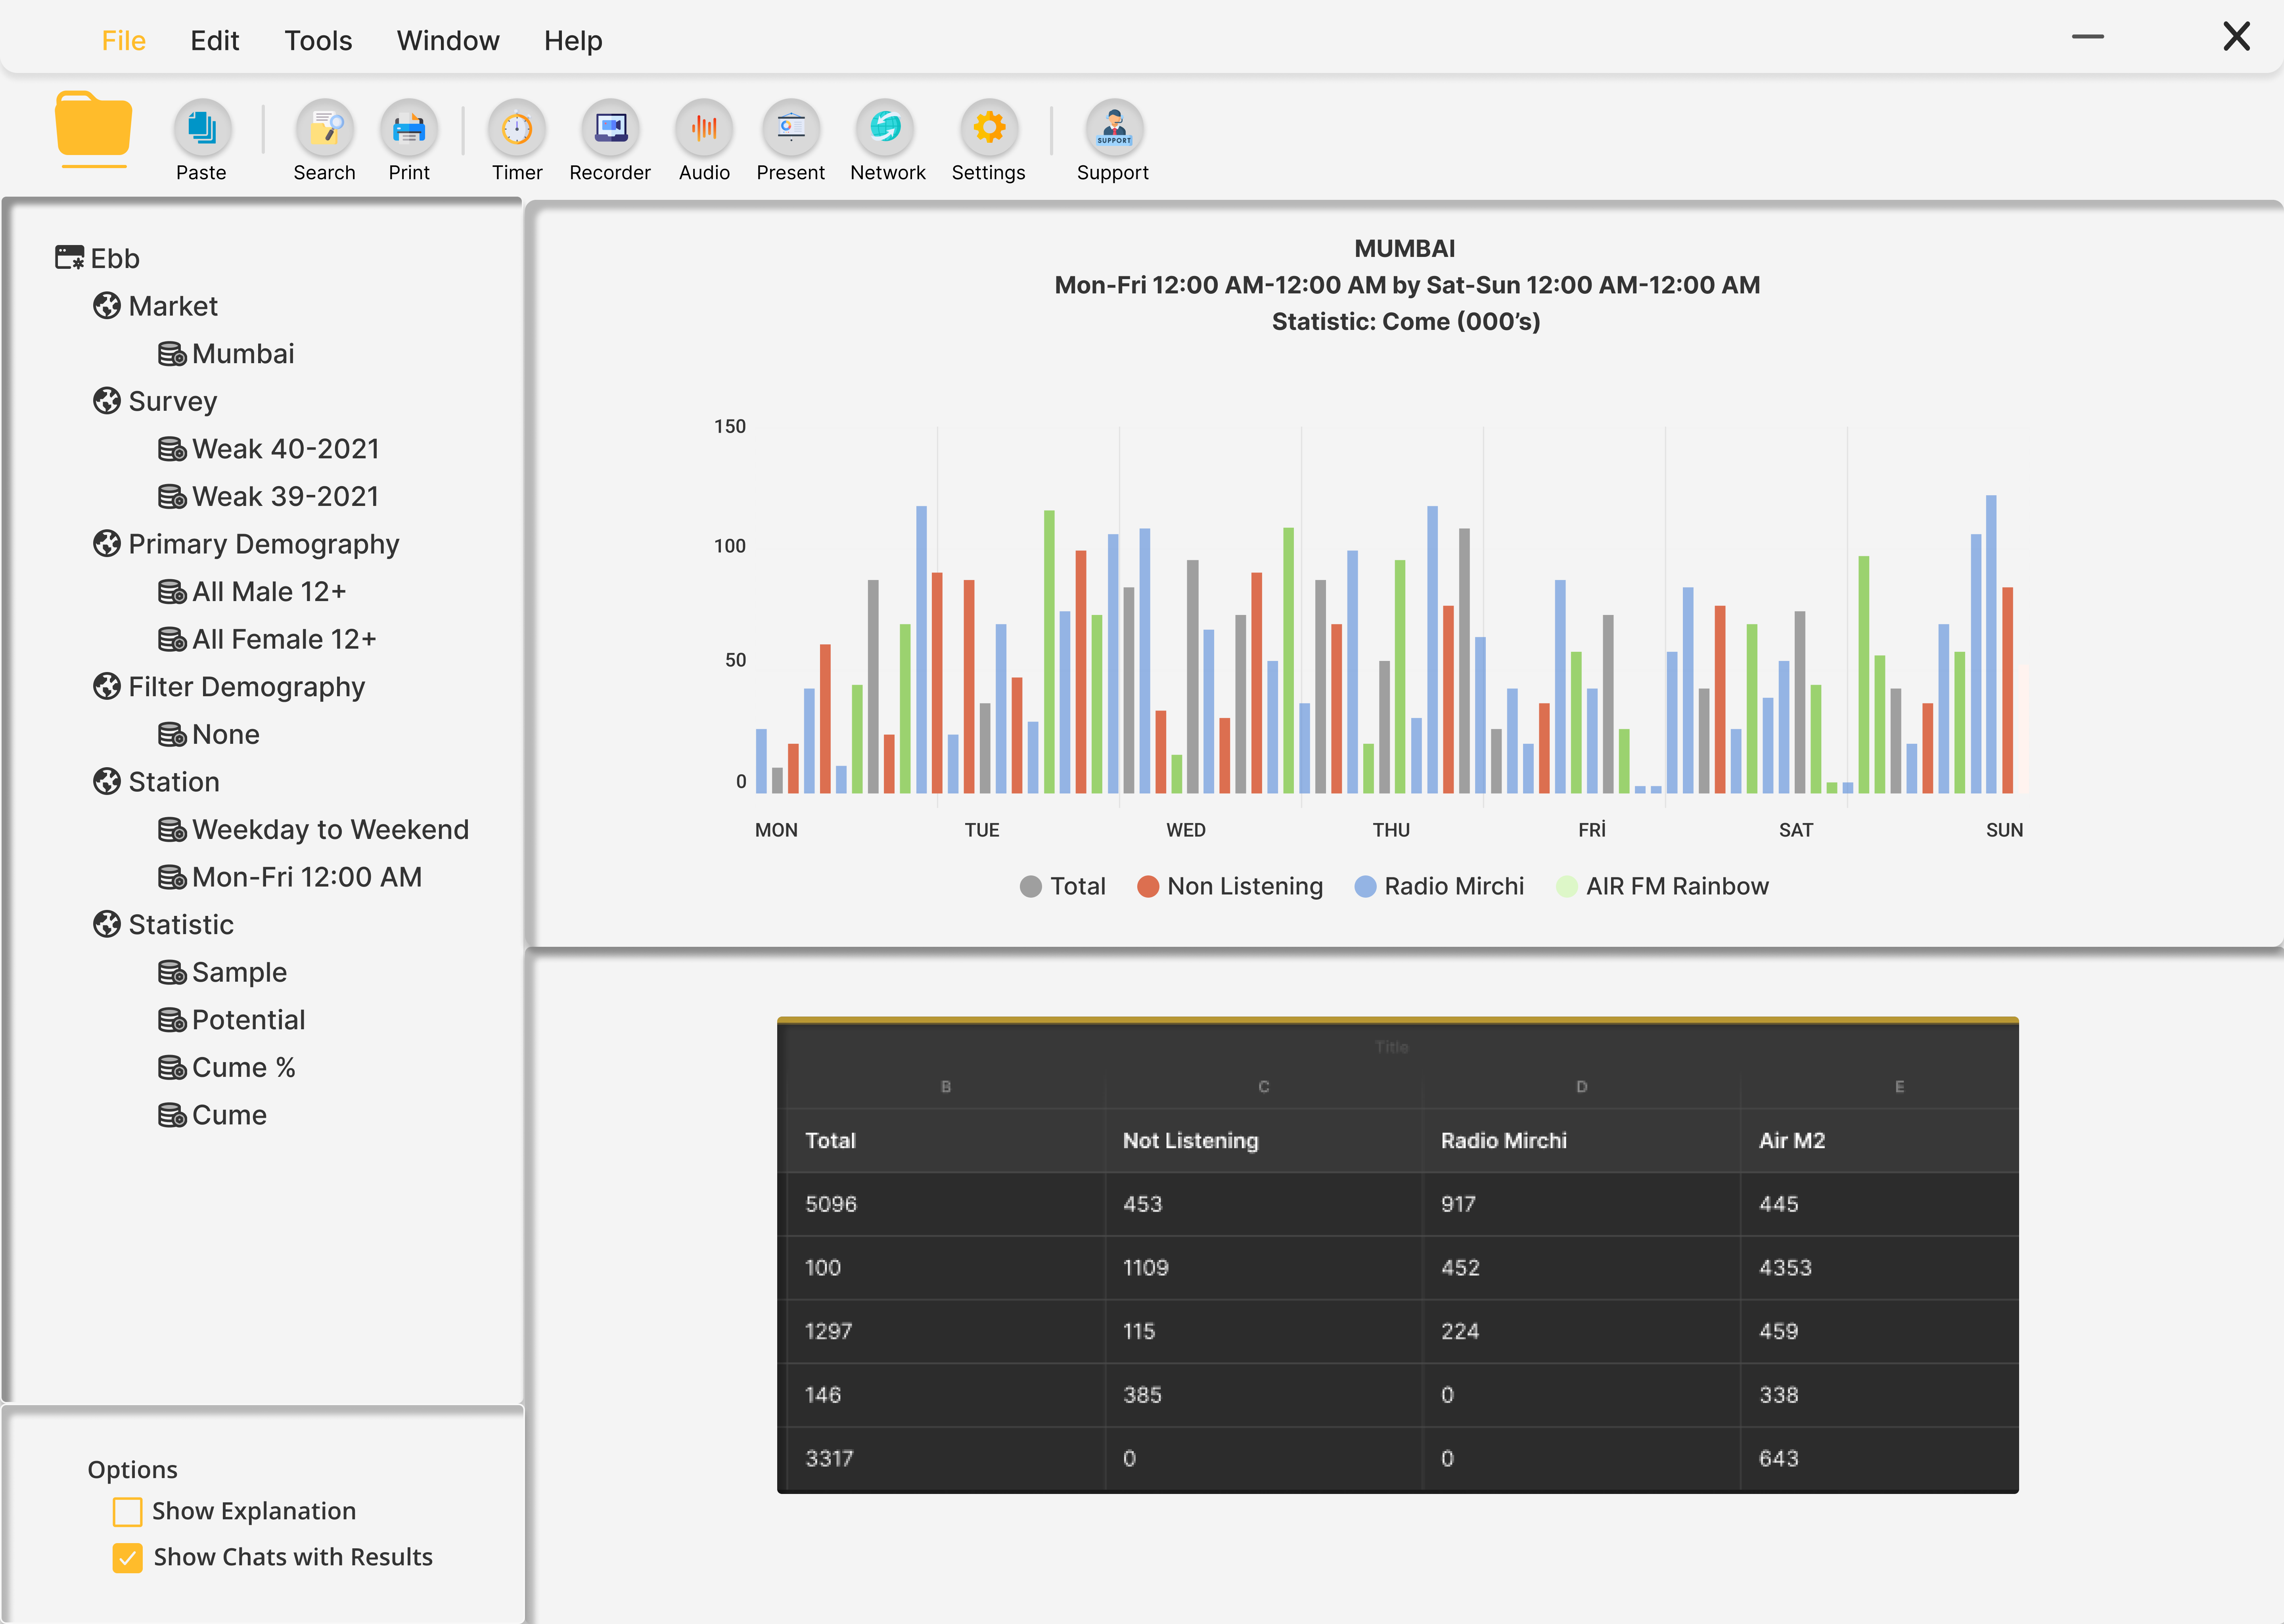 File Edit Tools Window Help
Paste Search Print Timer Recorder Audio Present Network Settings SUPPORT Support
Ebb
Market
Mumbai
Survey
Weak 40-2021
Weak 39-2021
Primary Demography
All Male 12+
All Female 12+
Filter Demography
None
Station
Weekday to Weekend
Mon-Fri 12:00 AM
Statistic
Sample
Potential
Cume %
Cume
Options
Show Explanation
Show Chats with Results
MUMBAI
Mon-Fri 12:00 AM-12:00 AM by Sat-Sun 12:00 AM-12:00 AM
Statistic: Come (000’s)
150
100
50
0
MON TUE WED THU FRİ SAT SUN
Total Non Listening Radio Mirchi AIR FM Rainbow
Title
B C D E
Total Not Listening Radio Mirchi Air M2
5096 453 917 445
100 1109 452 4353
1297 115 224 459
146 385 0 338
3317 0 0 643